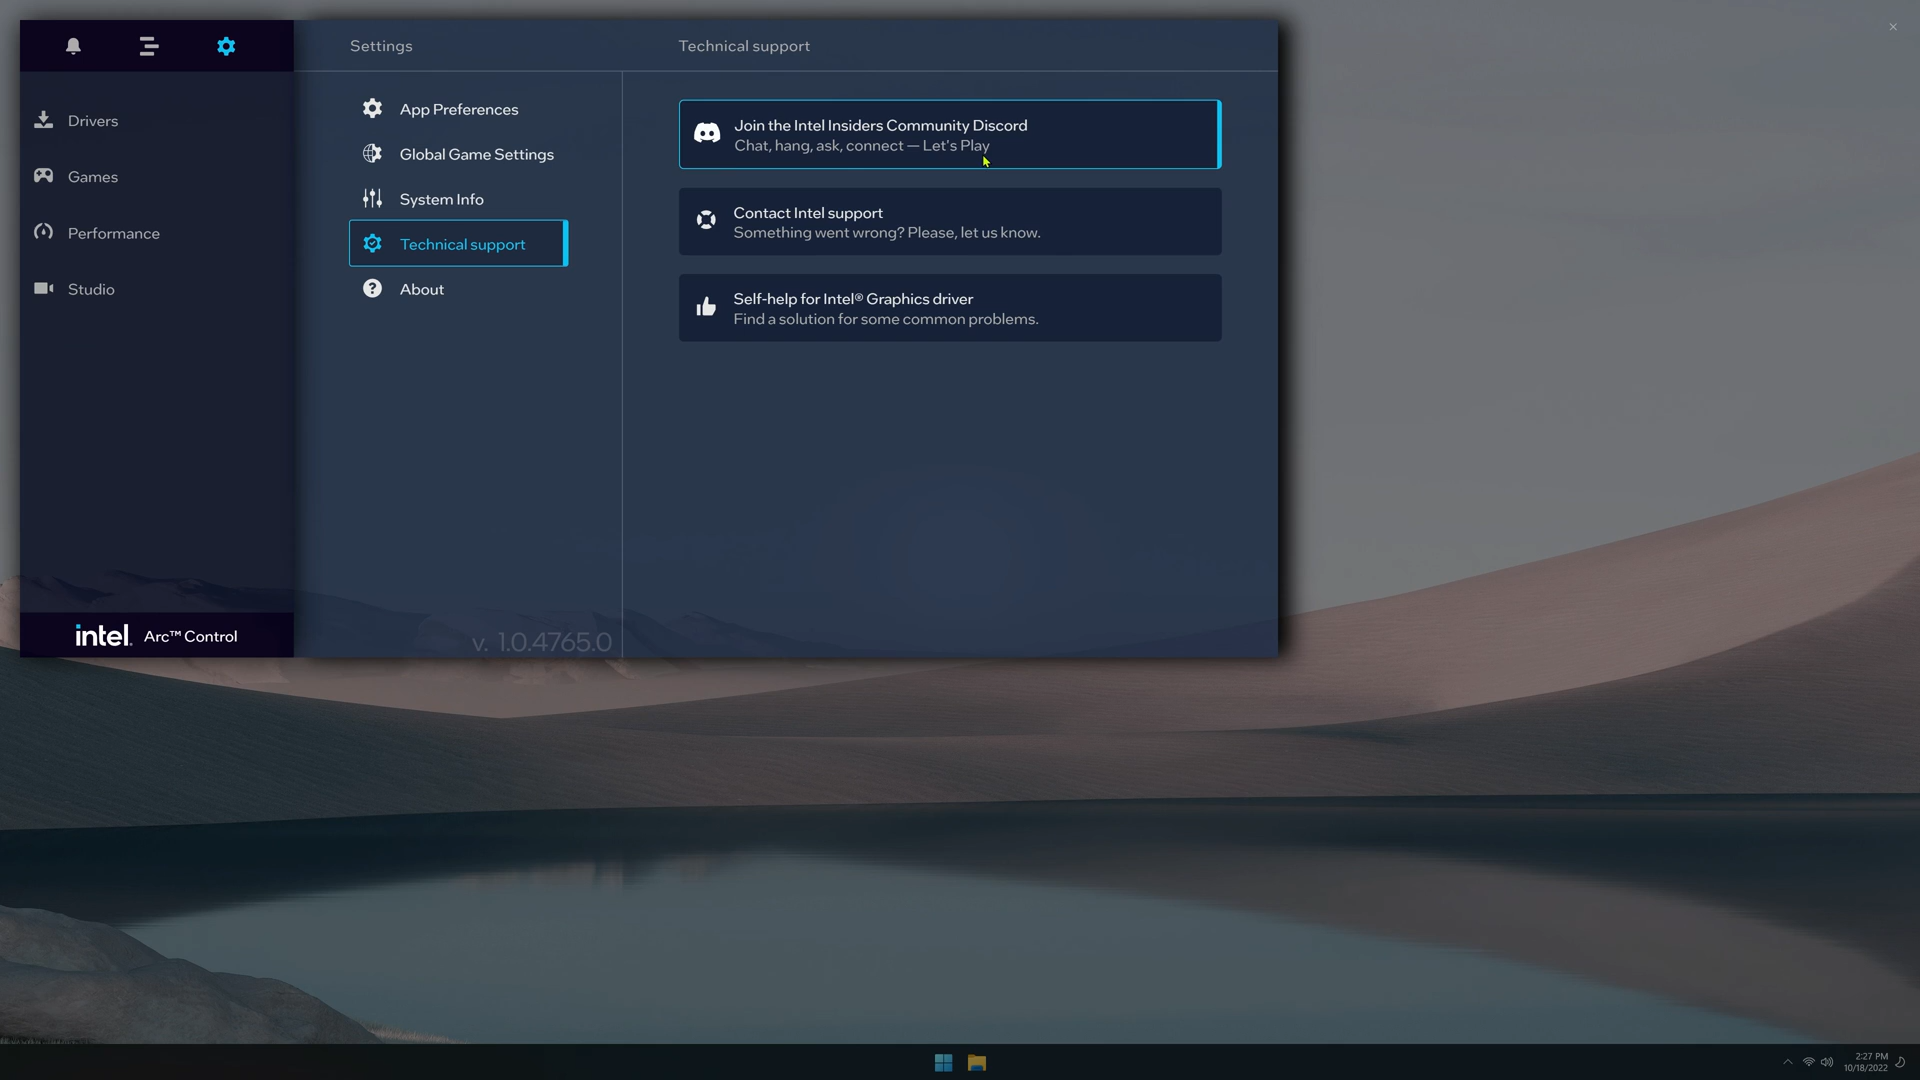 Settings
Technical support
Drivers
Games
Performance
Studio
App Preferences
Global Game Settings
System Info
Technical support
About
Join the Intel Insiders Community Discord
Chat, hang, ask, connect — Let's Play
Contact Intel support
Something went wrong? Please, let us know.
Self-help for Intel® Graphics driver
Find a solution for some common problems.
intel. Arc™ Control
v. 1.0.4765.0
2:27 PM
10/18/2022